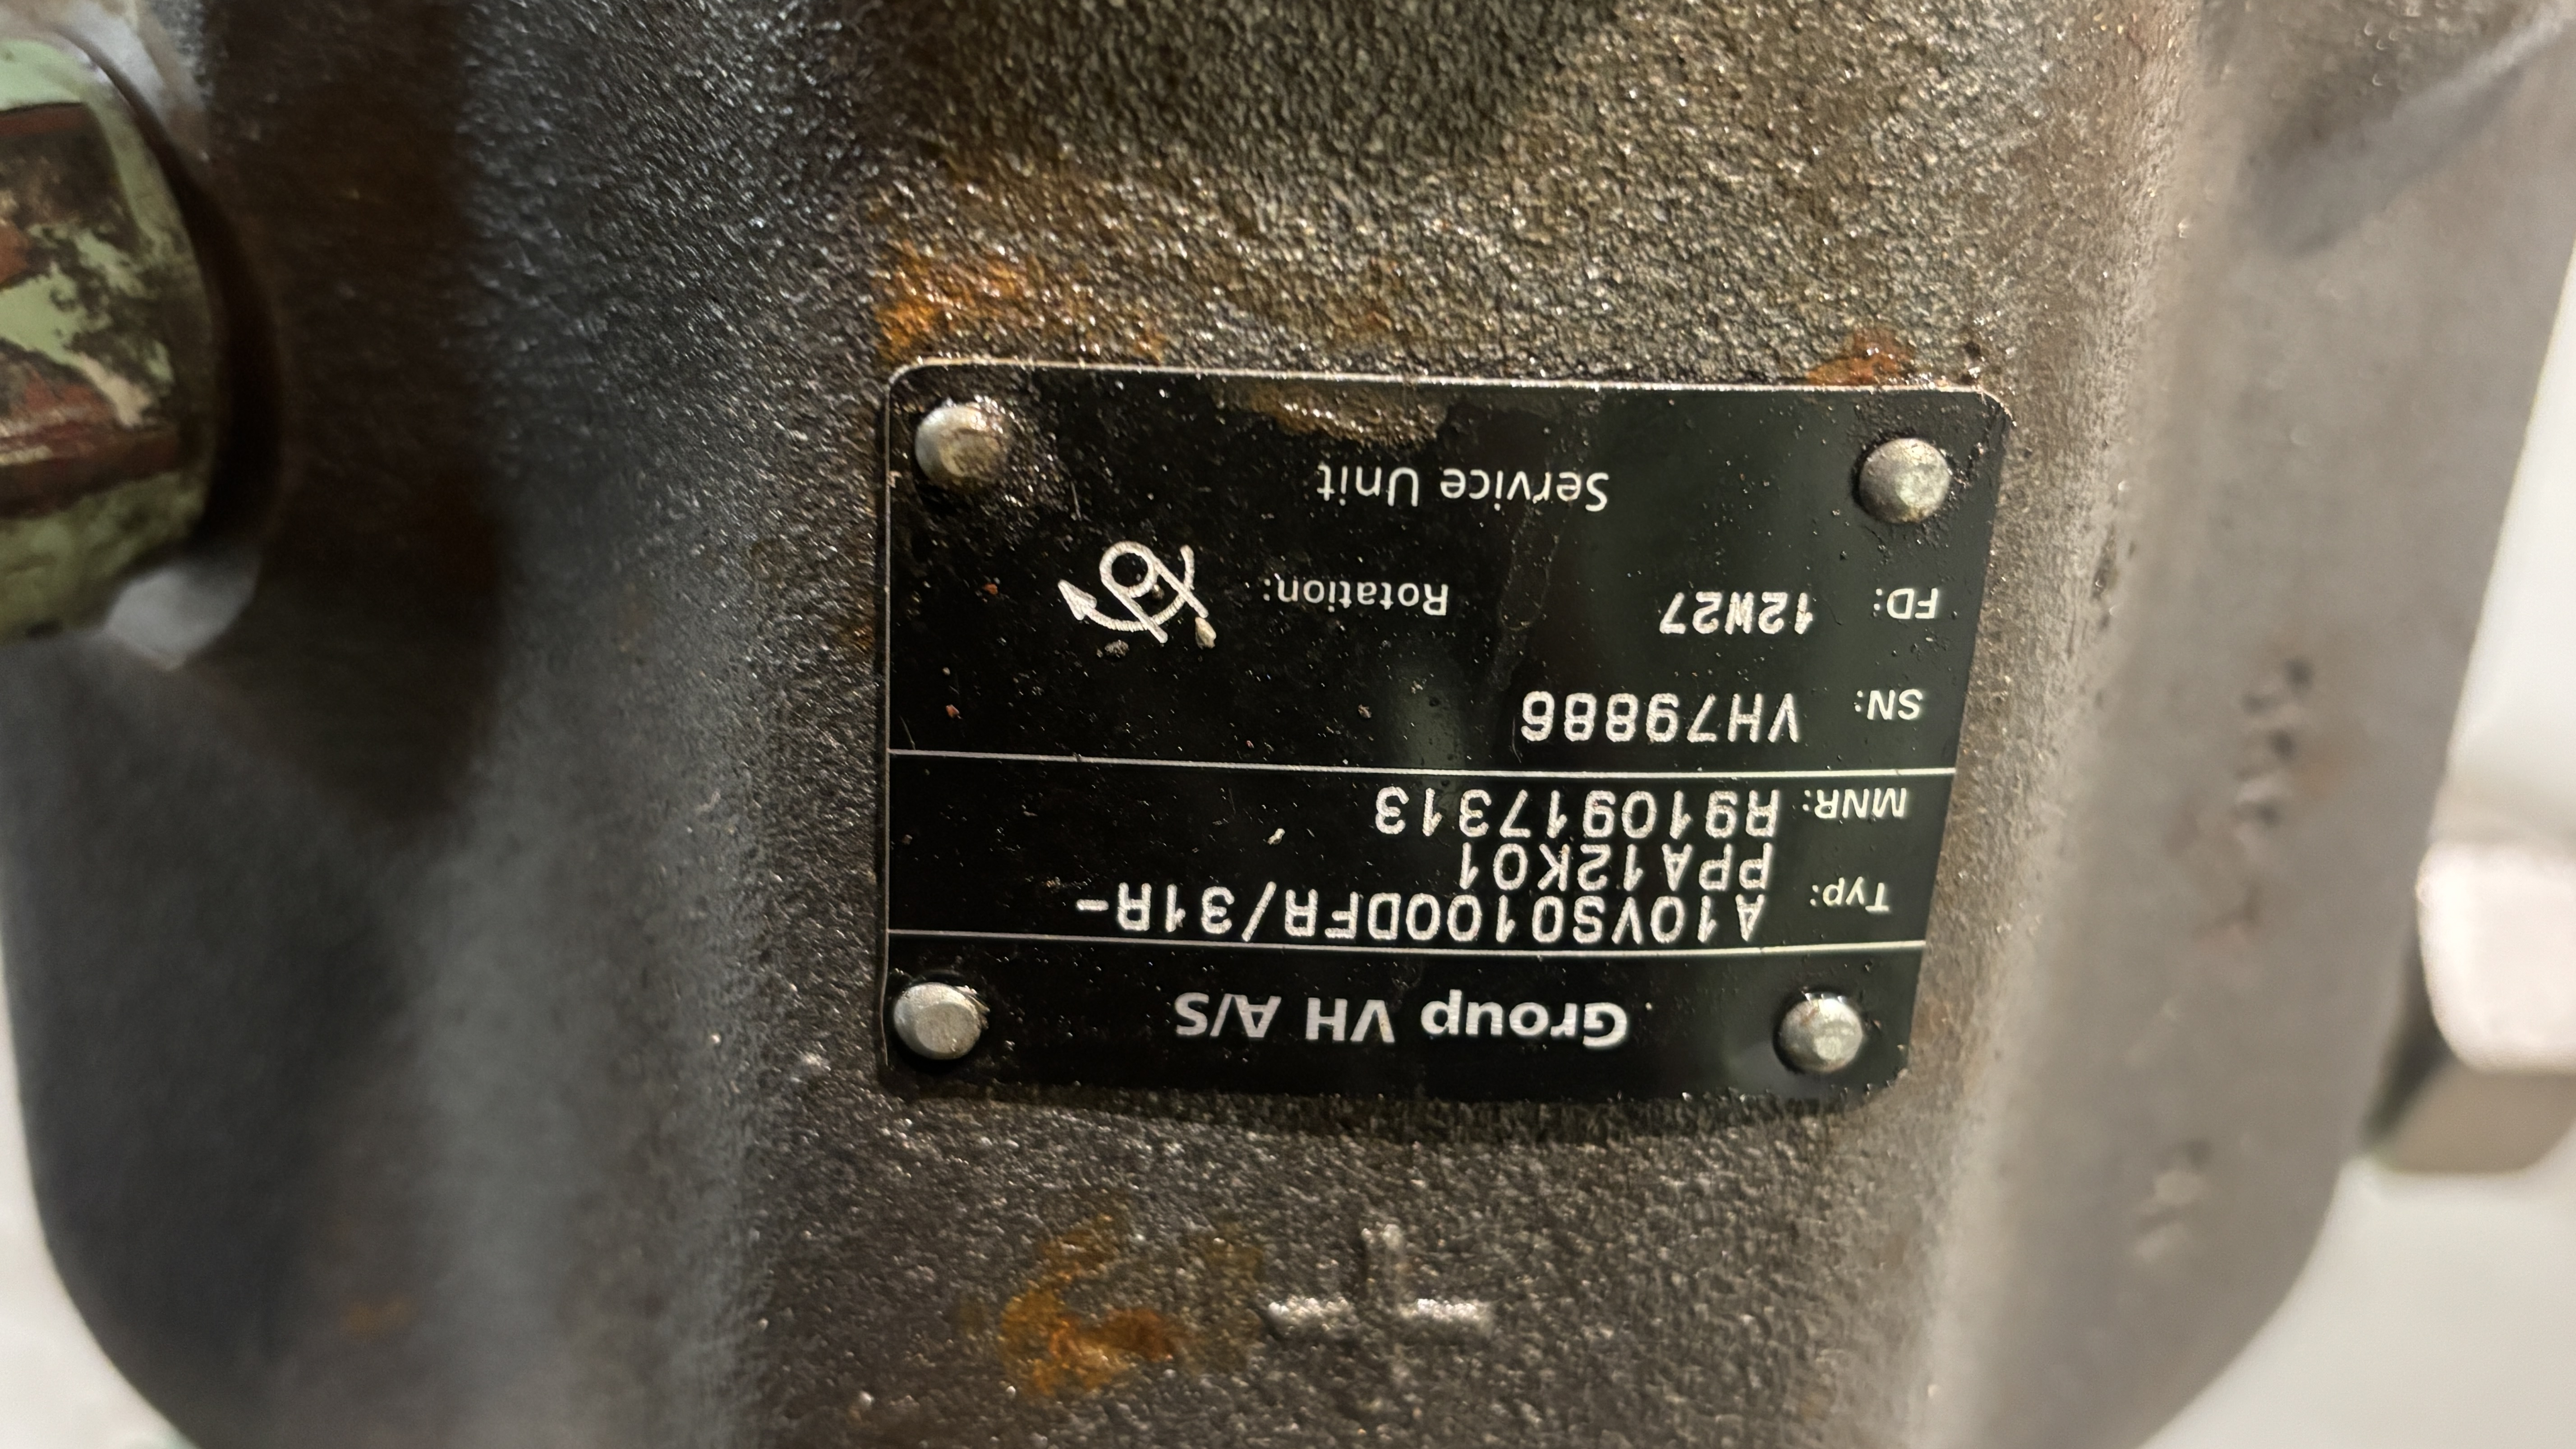 Group VH A/S
Typ: A10VSO100DFR/31R-
PPA12K01
MNR: R910917313
SN: VH79886
FD: 12W27 Rotation:
Service Unit